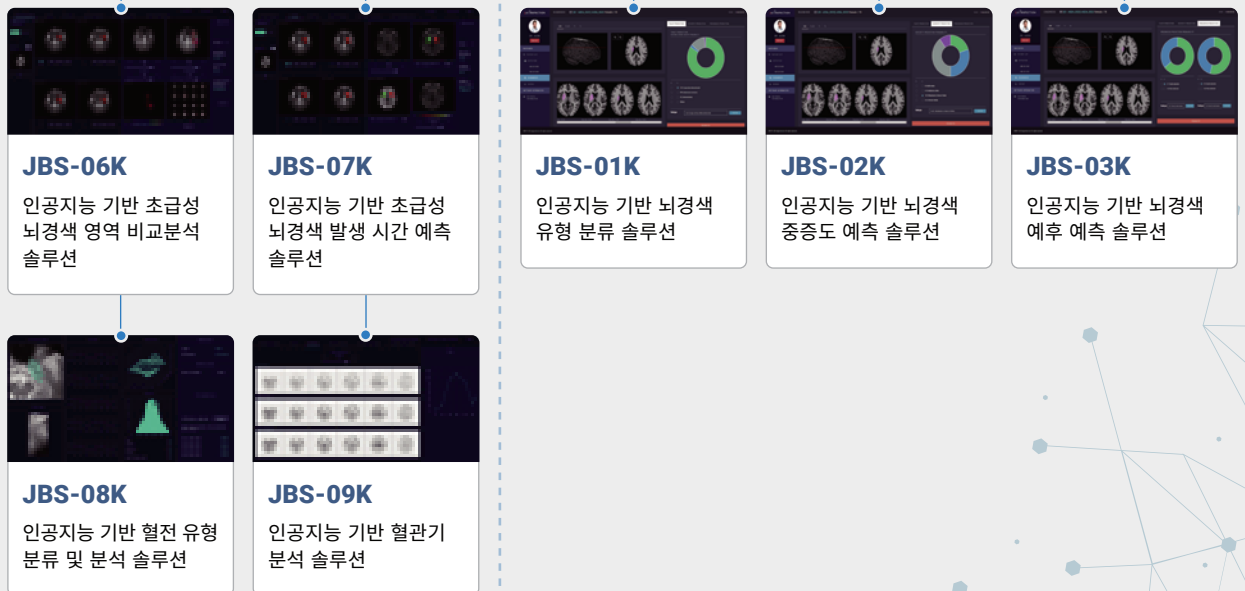 JBS-06K
인공지능 기반 초급성
뇌경색 영역 비교분석
솔루션
JBS-07K
인공지능 기반 초급성
뇌경색 발생 시간 예측
솔루션
JBS-01K
인공지능 기반 뇌경색
유형 분류 솔루션
JBS-02K
인공지능 기반 뇌경색
중증도 예측 솔루션
JBS-03K
인공지능 기반 뇌경색
예후 예측 솔루션
JBS-08K
인공지능 기반 혈전 유형
분류 및 분석 솔루션
JBS-09K
인공지능 기반 혈관기
분석 솔루션